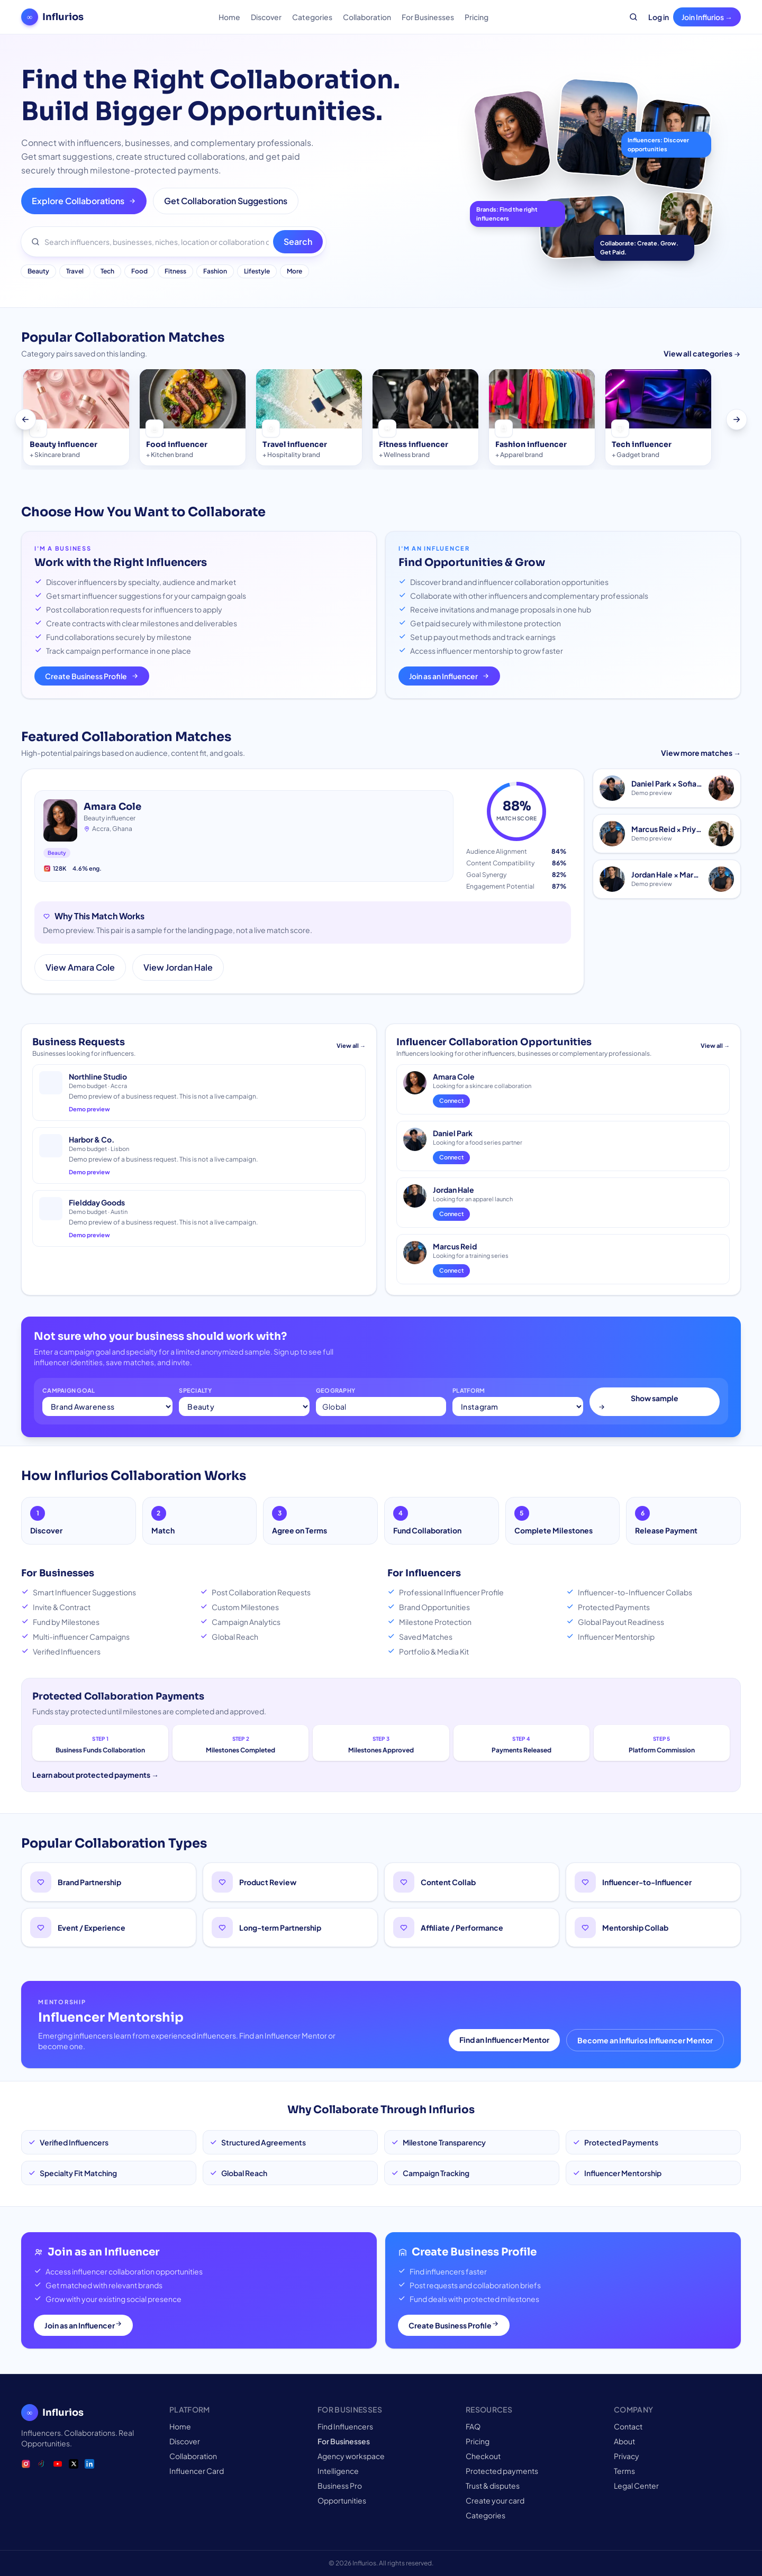 Influrios
Home Discover Categories Collaboration For Businesses Pricing
Log in
Join Influrios →
Find the Right Collaboration.
Build Bigger Opportunities.
Connect with influencers, businesses, and complementary professionals.
Get smart suggestions, create structured collaborations, and get paid
securely through milestone-protected payments.
Explore Collaborations →
Get Collaboration Suggestions
Search influencers, businesses, niches, location or collaboration
Search
Beauty Travel Tech Food Fitness Fashion Lifestyle More
Influencers: Discover
opportunities
Brands: Find the right
influencers
Collaborate: Create. Grow.
Get Paid.
Popular Collaboration Matches
Category pairs saved on this landing.
View all categories →
Beauty influencer
+ Skincare brand
Food influencer
+ Kitchen brand
Travel influencer
+ Hospitality brand
Fitness influencer
+ Wellness brand
Fashion influencer
+ Apparel brand
Tech influencer
+ Gadget brand
Choose How You Want to Collaborate
I'M A BUSINESS
Work with the Right Influencers
Discover influencers by specialty, audience and market
Get smart influencer suggestions for your campaign goals
Post collaboration requests for influencers to apply
Create contracts with clear milestones and deliverables
Fund collaborations securely by milestone
Track campaign performance in one place
Create Business Profile →
I'M AN INFLUENCER
Find Opportunities & Grow
Discover brand and influencer collaboration opportunities
Collaborate with other influencers and complementary professionals
Receive invitations and manage proposals in one hub
Get paid securely with milestone protection
Set up payout methods and track earnings
Access influencer mentorship to grow faster
Join as an Influencer →
Featured Collaboration Matches
High-potential pairings based on audience, content fit, and goals.
View more matches →
Amara Cole
Beauty influencer
Accra, Ghana
Beauty
128K 4.6% eng.
88%
MATCH SCORE
Audience Alignment 84%
Content Compatibility 86%
Goal Synergy 82%
Engagement Potential 87%
Why This Match Works
Demo preview. This pair is a sample for the landing page, not a live match score.
View Amara Cole
View Jordan Hale
Daniel Park × Sofia...
Demo preview
Marcus Reid × Priy...
Demo preview
Jordan Hale × Mar...
Demo preview
Business Requests
Businesses looking for influencers.
View all →
Northline Studio
Demo budget · Accra
Demo preview of a business request. This is not a live campaign.
Demo preview
Harbor & Co.
Demo budget · Lisbon
Demo preview of a business request. This is not a live campaign.
Demo preview
Fieldday Goods
Demo budget · Austin
Demo preview of a business request. This is not a live campaign.
Demo preview
Influencer Collaboration Opportunities
Influencers looking for other influencers, businesses or complementary professionals.
View all →
Amara Cole
Looking for a skincare collaboration
Connect
Daniel Park
Looking for a food series partner
Connect
Jordan Hale
Looking for an apparel launch
Connect
Marcus Reid
Looking for a training series
Connect
Not sure who your business should work with?
Enter a campaign goal and specialty for a limited anonymized sample. Sign up to see full
influencer identities, save matches, and invite.
CAMPAIGN GOAL
Brand Awareness
SPECIALTY
Beauty
GEOGRAPHY
Global
PLATFORM
Instagram
Show sample
→
How Influrios Collaboration Works
1
Discover
2
Match
3
Agree on Terms
4
Fund Collaboration
5
Complete Milestones
6
Release Payment
For Businesses
Smart Influencer Suggestions
Post Collaboration Requests
Invite & Contract
Custom Milestones
Fund by Milestones
Campaign Analytics
Multi-influencer Campaigns
Global Reach
Verified Influencers
For Influencers
Professional Influencer Profile
Influencer-to-Influencer Collabs
Brand Opportunities
Protected Payments
Milestone Protection
Global Payout Readiness
Saved Matches
Influencer Mentorship
Portfolio & Media Kit
Protected Collaboration Payments
Funds stay protected until milestones are completed and approved.
STEP 1
Business Funds Collaboration
STEP 2
Milestones Completed
STEP 3
Milestones Approved
STEP 4
Payments Released
STEP 5
Platform Commission
Learn about protected payments →
Popular Collaboration Types
Brand Partnership
Product Review
Content Collab
Influencer-to-Influencer
Event / Experience
Long-term Partnership
Affiliate / Performance
Mentorship Collab
MENTORSHIP
Influencer Mentorship
Emerging influencers learn from experienced influencers. Find an Influencer Mentor or
become one.
Find an Influencer Mentor
Become an Influrios Influencer Mentor
Why Collaborate Through Influrios
Verified Influencers
Structured Agreements
Milestone Transparency
Protected Payments
Specialty Fit Matching
Global Reach
Campaign Tracking
Influencer Mentorship
Join as an Influencer
Access influencer collaboration opportunities
Get matched with relevant brands
Grow with your existing social presence
Join as an Influencer →
Create Business Profile
Find influencers faster
Post requests and collaboration briefs
Fund deals with protected milestones
Create Business Profile →
Influrios
Influencers. Collaborations. Real
Opportunities.
PLATFORM
Home
Discover
Collaboration
Influencer Card
FOR BUSINESSES
Find Influencers
For Businesses
Agency workspace
Intelligence
Business Pro
Opportunities
RESOURCES
FAQ
Pricing
Checkout
Protected payments
Trust & disputes
Create your card
Categories
COMPANY
Contact
About
Privacy
Terms
Legal Center
© 2026 Influrios. All rights reserved.